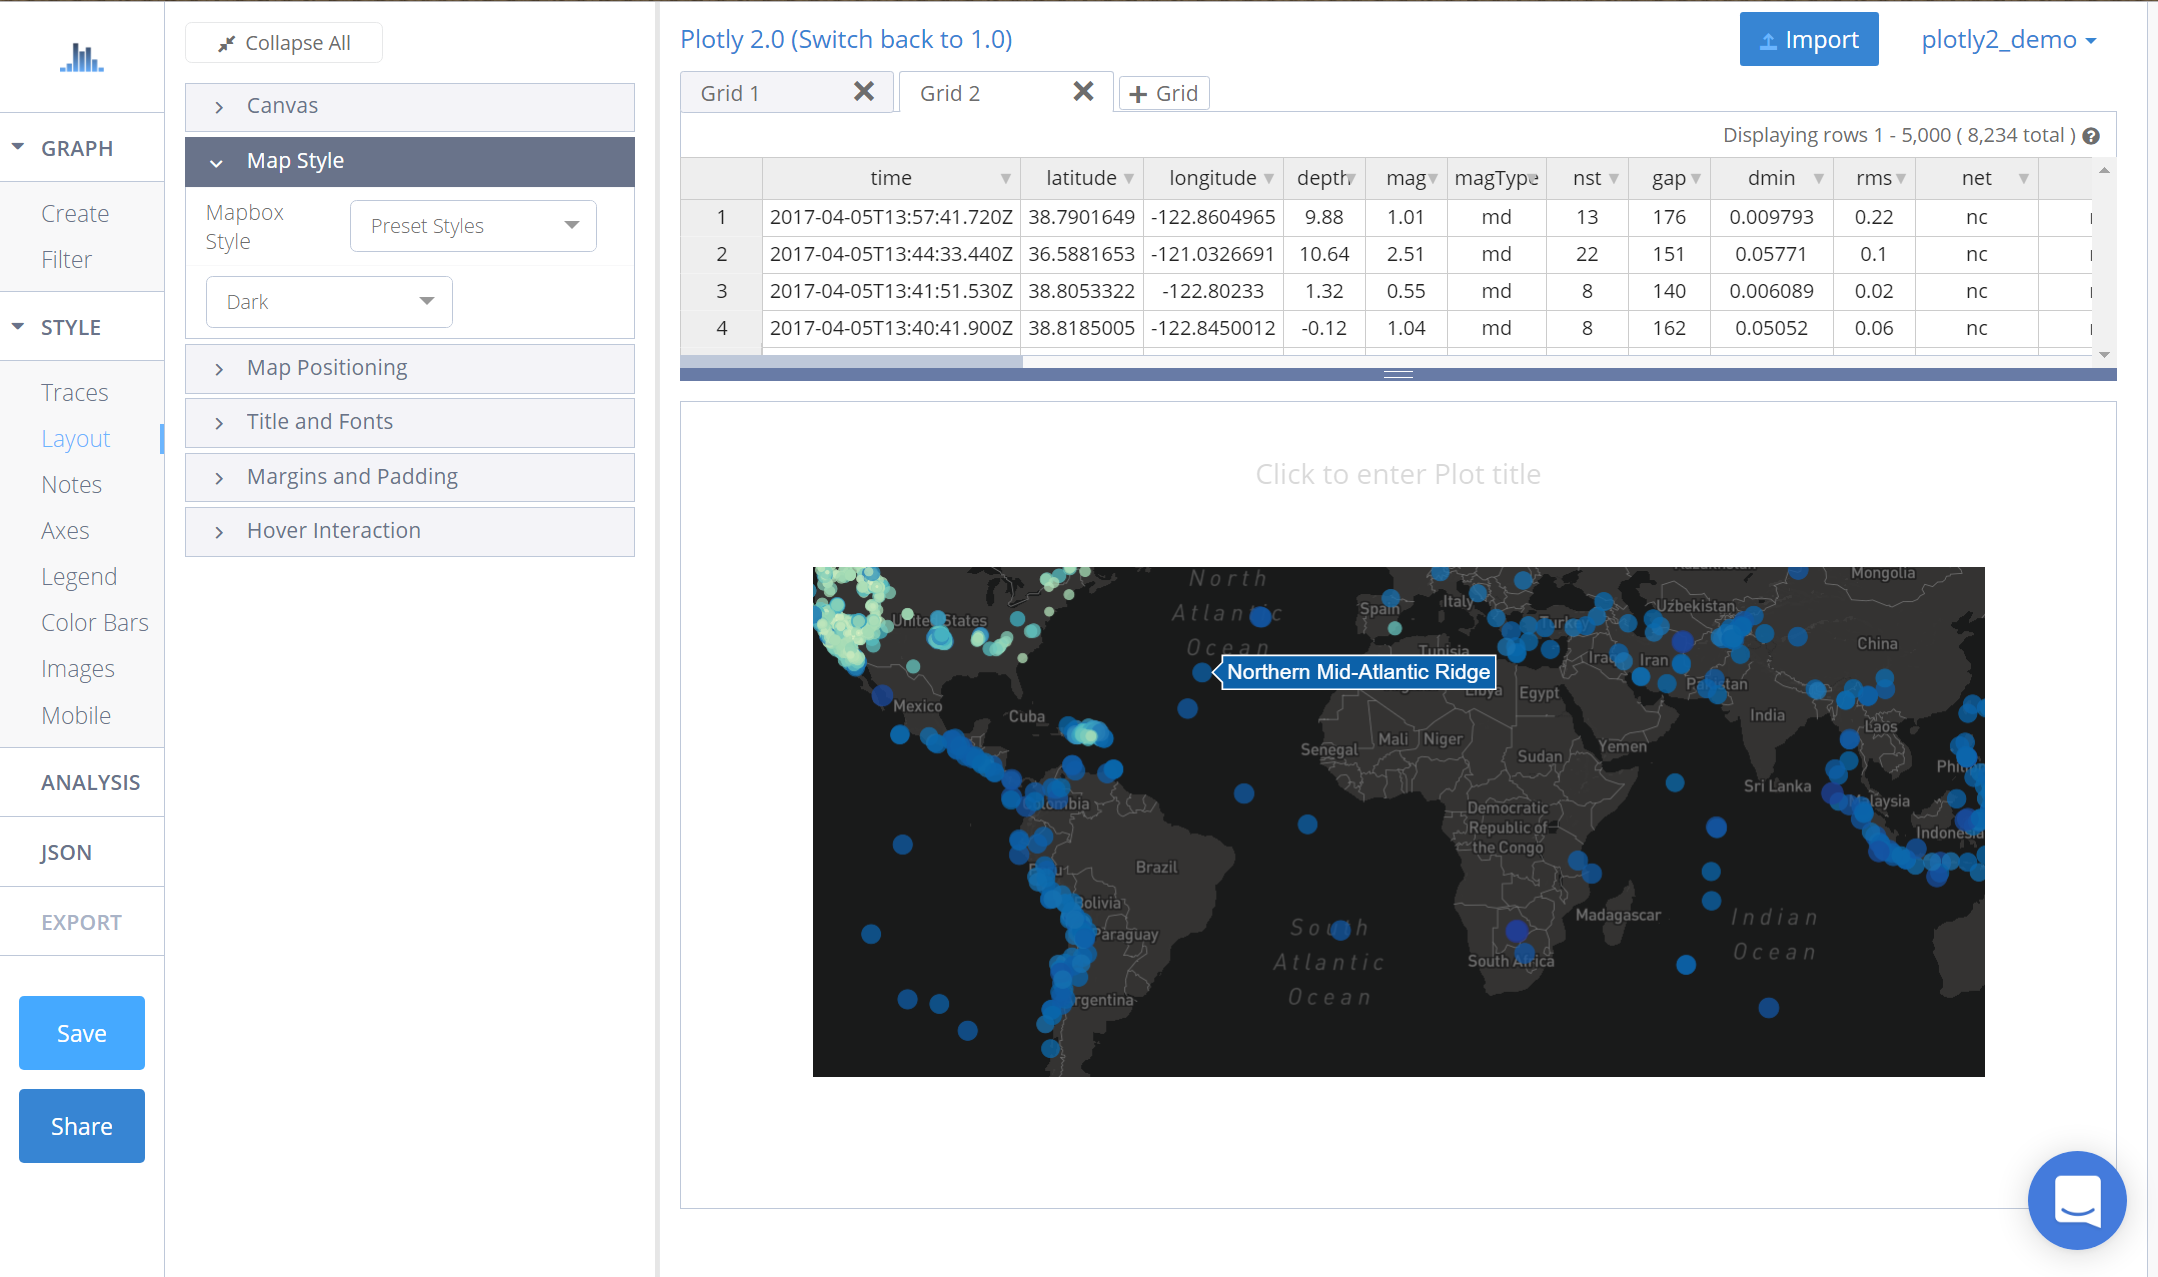 Collapse All
Plotly 2.0 (Switch back to 1.0)
Import
plotly2_demo
Grid 1
Grid 2
Grid
GRAPH
Create
Filter
STYLE
Traces
Layout
Notes
Axes
Legend
Color Bars
Images
Mobile
ANALYSIS
JSON
EXPORT
Save
Share
Canvas
Map Style
Mapbox
Style
Preset Styles
Dark
Map Positioning
Title and Fonts
Margins and Padding
Hover Interaction
Displaying rows 1 - 5,000 ( 8,234 total )
time latitude longitude depth mag magType nst gap dmin rms net
1 2017-04-05T13:57:41.720Z 38.7901649 -122.8604965 9.88 1.01 md 13 176 0.009793 0.22 nc
2 2017-04-05T13:44:33.440Z 36.5881653 -121.0326691 10.64 2.51 md 22 151 0.05771 0.1 nc
3 2017-04-05T13:41:51.530Z 38.8053322 -122.80233 1.32 0.55 md 8 140 0.006089 0.02 nc
4 2017-04-05T13:40:41.900Z 38.8185005 -122.8450012 -0.12 1.04 md 8 162 0.05052 0.06 nc
Click to enter Plot title
Mongolia
North
Atlantic
Ocean
United States
Spain
Italy
Uzbekistan
Turkey
China
Tunisia
Iraq
Iran
Northern Mid-Atlantic Ridge
Libya
Egypt
Pakistan
Mexico
Cuba
India
Laos
Senegal
Mali
Niger
Sudan
Yemen
Sri Lanka
Malaysia
Colombia
Democratic
Republic of
the Congo
Indonesia
Brazil
Bolivia
Paraguay
South
Atlantic
Ocean
South Africa
Madagascar
Indian
Ocean
Argentina